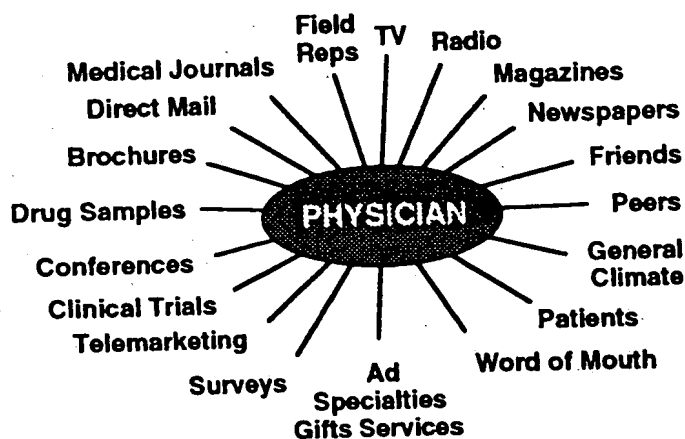 Field
Reps
TV
Radio
Medical Journals
Magazines
Direct Mail
Newspapers
Brochures
Friends
Drug Samples
PHYSICIAN
Peers
Conferences
General
Climate
Clinical Trials
Patients
Telemarketing
Word of Mouth
Surveys
Ad
Specialties
Gifts Services